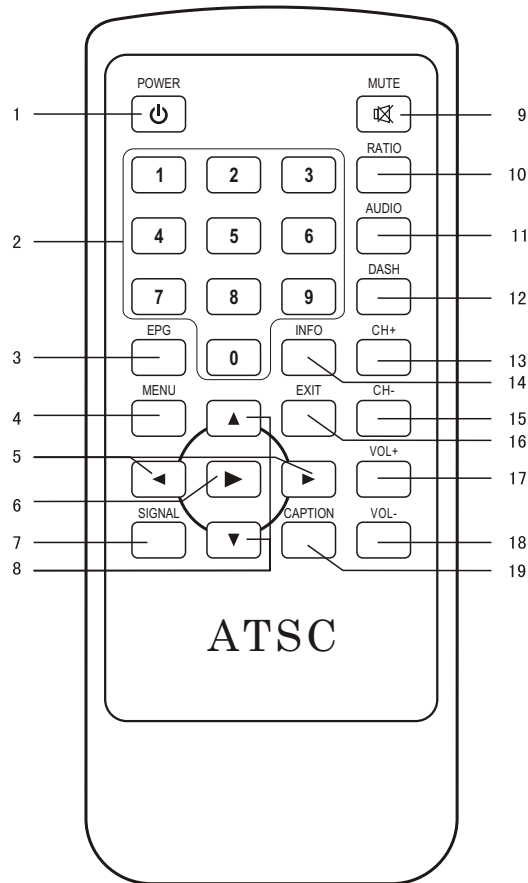 POWER MUTE
1 9
RATIO
1 2 3 10
AUDIO
2 4 5 6 11
DASH
7 8 9 12
EPG INFO CH+
3 0 13
14
MENU EXIT CH-
4 15
16
5 VOL+
17
6
SIGNAL CAPTION VOL-
7 18
8 19
ATSC